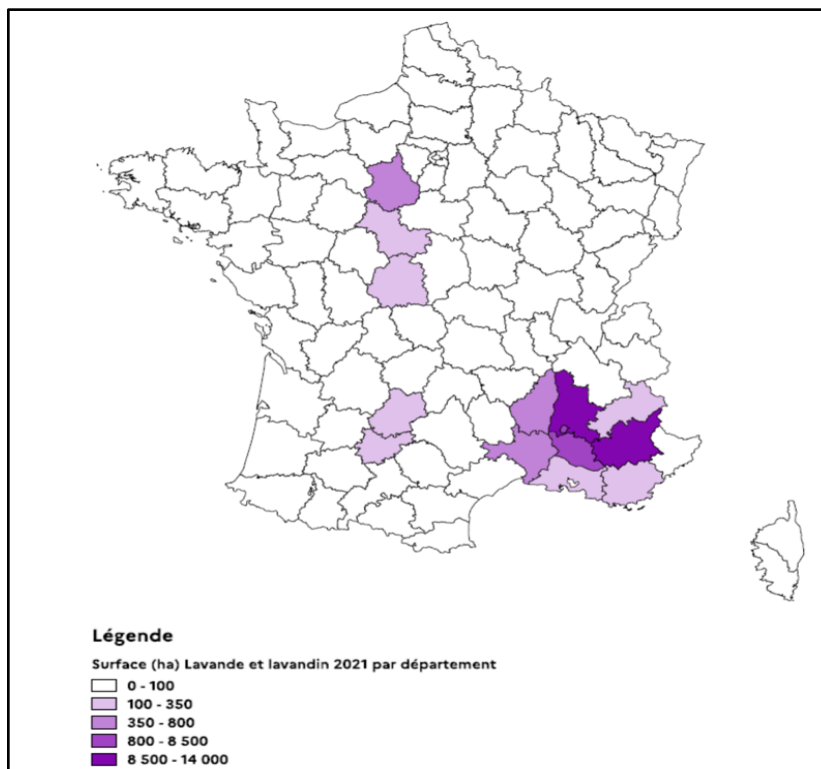 Légende
Surface (ha) Lavande et lavandin 2021 par département
0 - 100
100 - 350
350 - 800
800 - 8 500
8 500 - 14 000